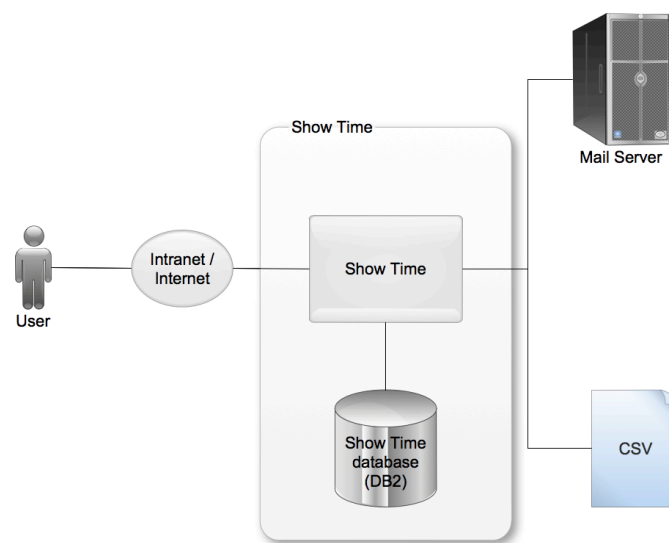 Show Time
Mail Server
User
Intranet /
Internet
Show Time
Show Time
database
(DB2)
CSV